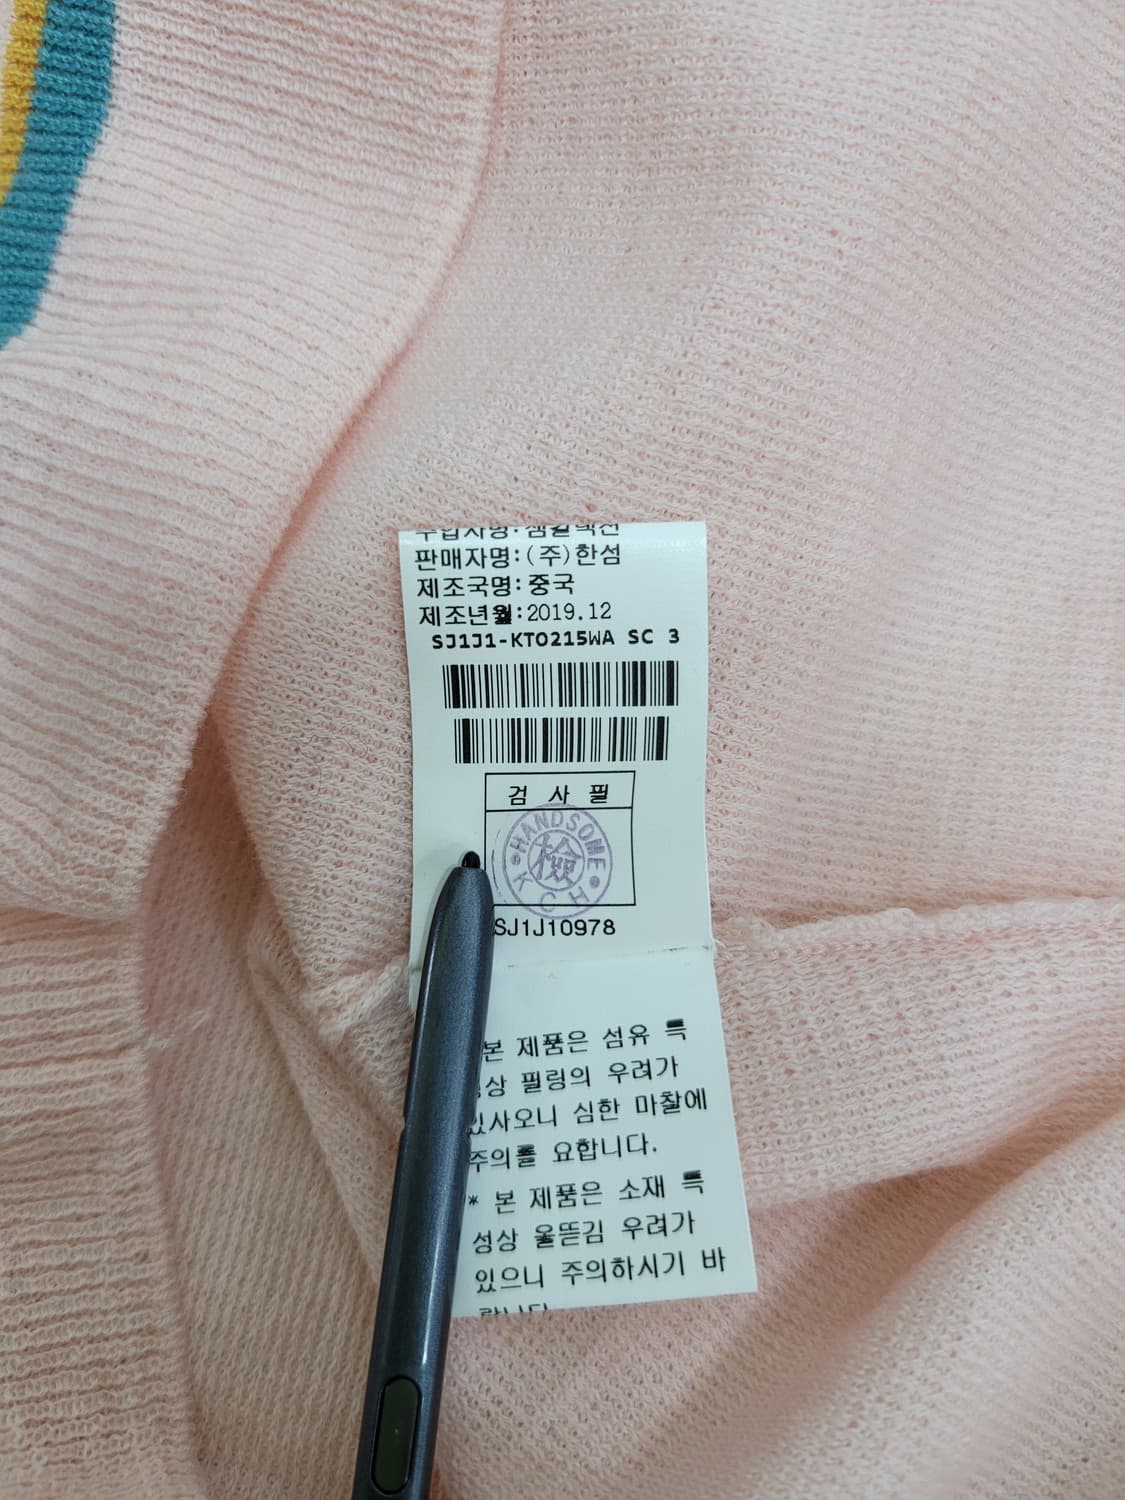 판매자명:(주)한섬
제조국명:중국
제조년월:2019.12
SJ1J1-KTO215WA SC 3
검 사 필
HANDSOME
檢
K C H
SJ1J10978
본 제품은 섬유 특
상 필링의 우려가
있사오니 심한 마찰에
주의를 요합니다.
* 본 제품은 소재 특
성상 올뜯김 우려가
있으니 주의하시기 바
랍니다